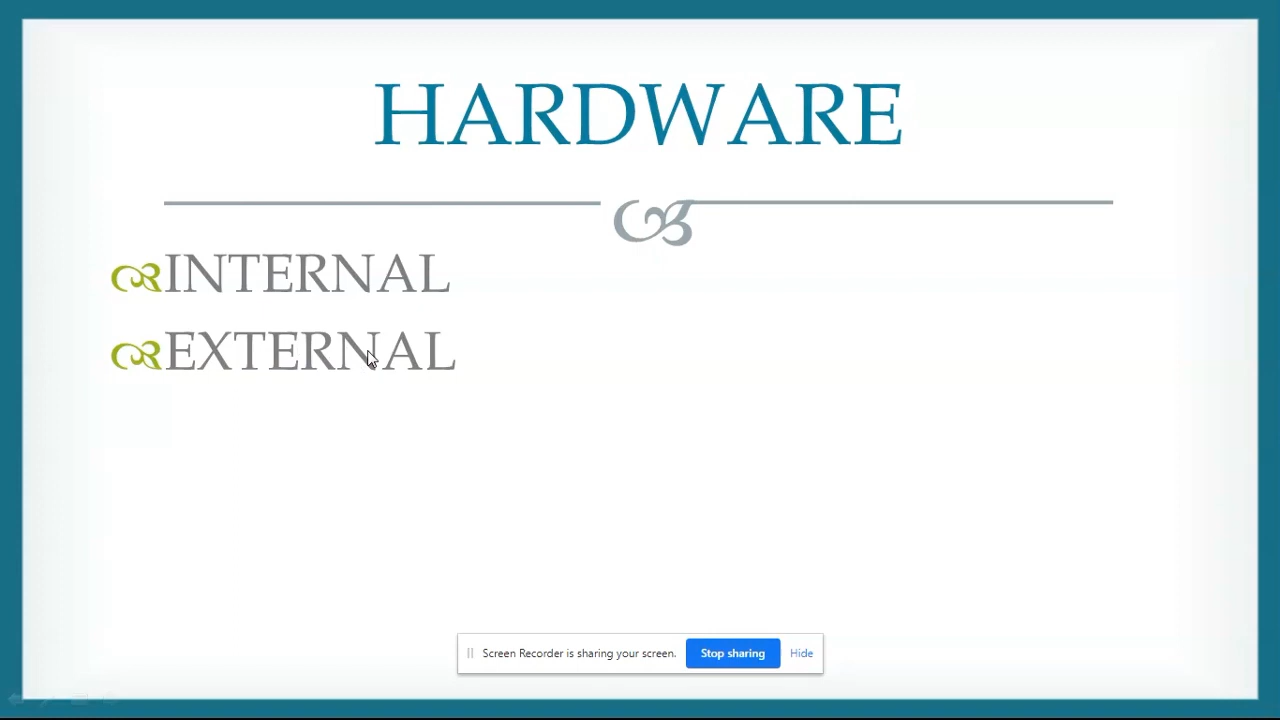 HARDWARE
INTERNAL
EXTERNAL
Screen Recorder is sharing your screen. Stop sharing Hide